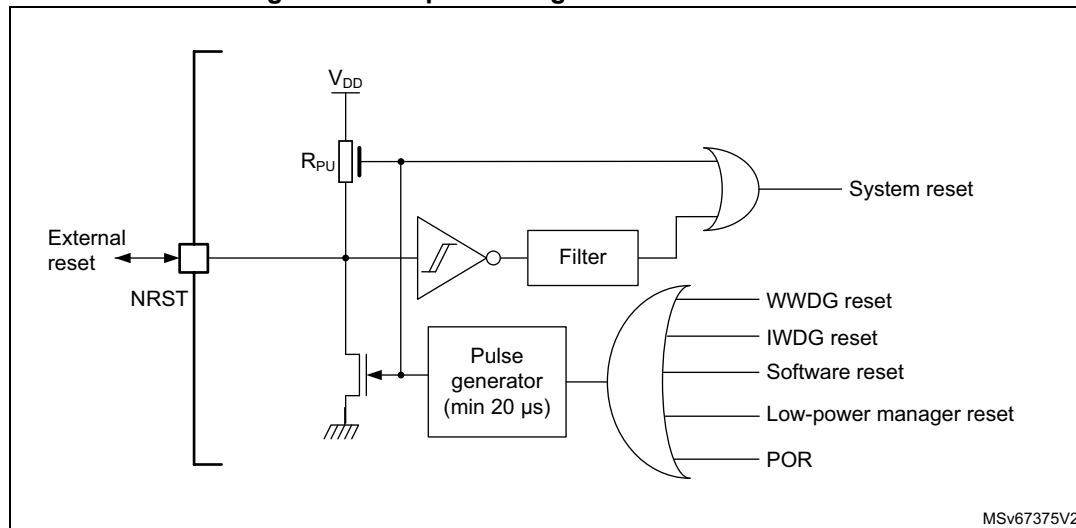 V_DD
R_PU
System reset
External
reset
Filter
NRST
WWDG reset
IWDG reset
Pulse
generator
(min 20 µs)
Software reset
Low-power manager reset
POR
MSv67375V2